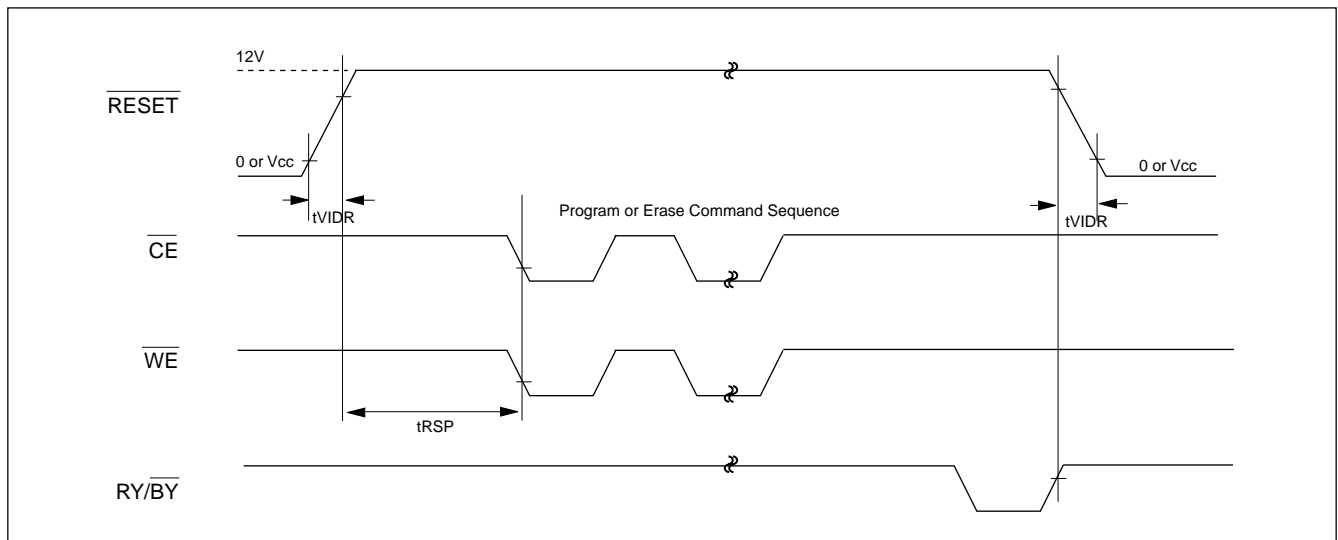 12V
RESET
0 or Vcc
0 or Vcc
tVIDR
Program or Erase Command Sequence
tVIDR
CE
WE
tRSP
RY/BY